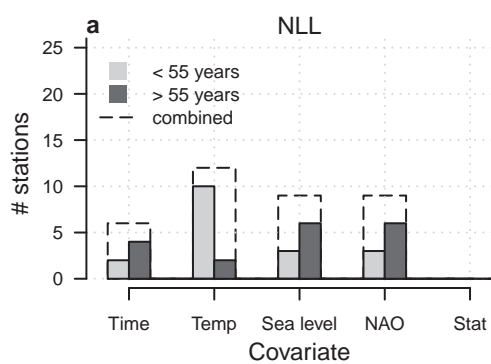 a
NLL
< 55 years
> 55 years
combined
# stations
25
20
15
10
5
0
Time Temp Sea level NAO Stat
Covariate